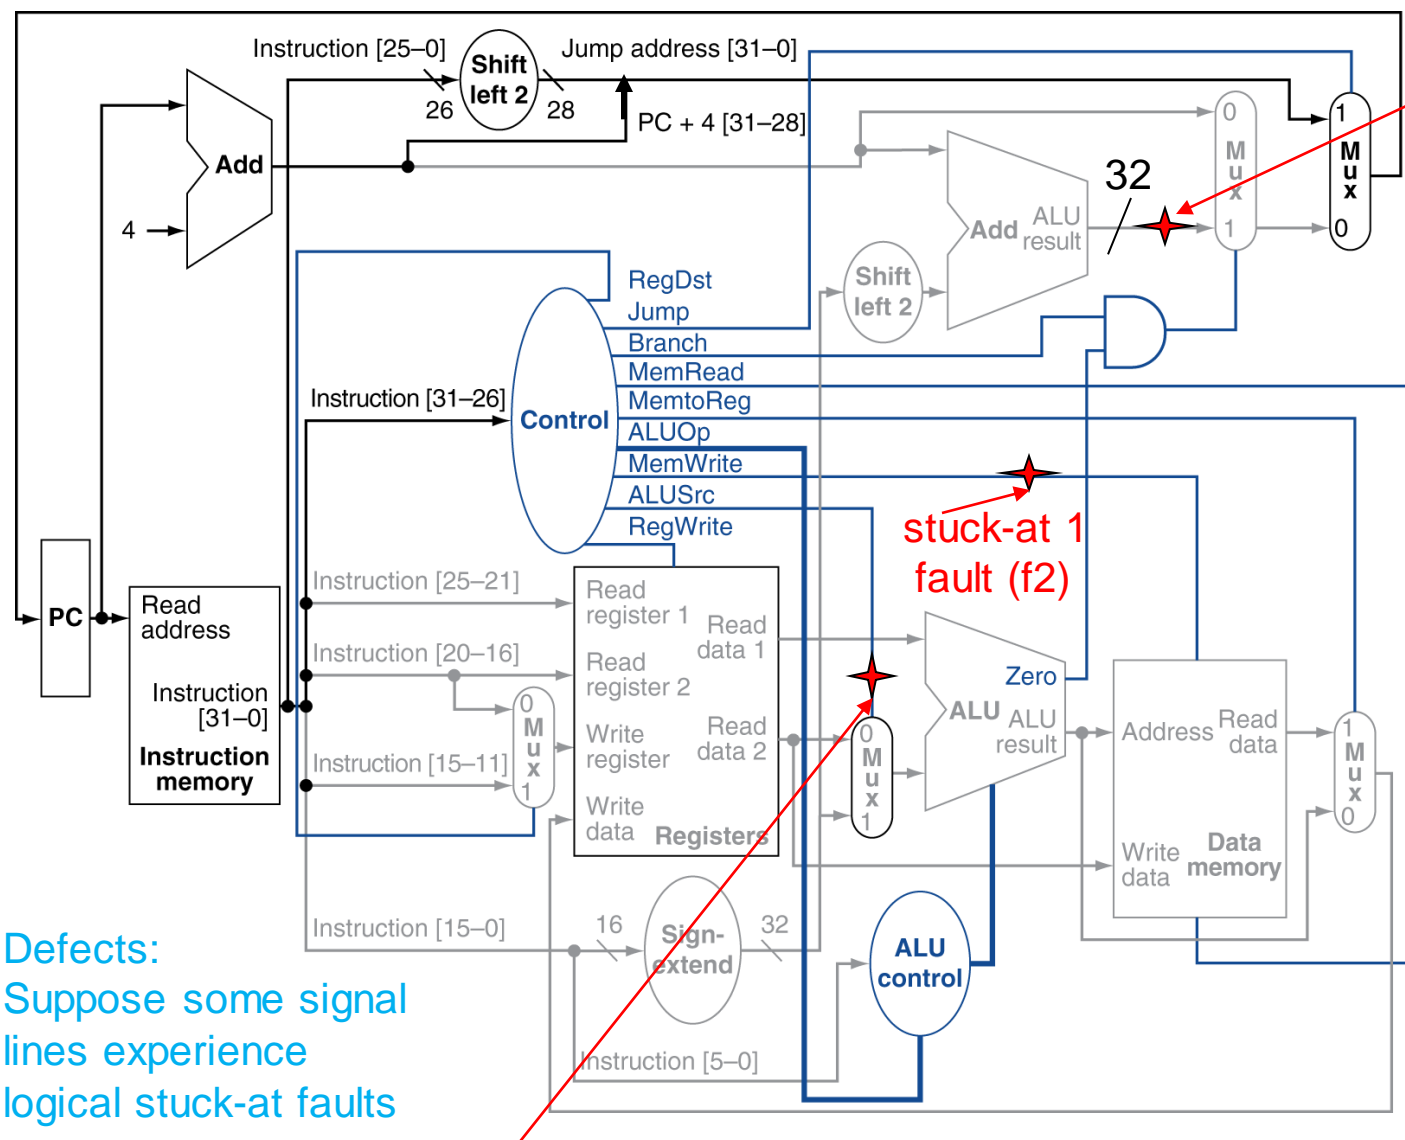 Instruction [25–0]
Shift
left 2
Jump address [31–0]
26
28
PC + 4 [31–28]
Add
4
32
0
M
u
x
1
1
M
u
x
0
Add
ALU
result
Shift
left 2
RegDst
Jump
Branch
MemRead
MemtoReg
ALUOp
MemWrite
ALUSrc
RegWrite
Instruction [31–26]
Control
stuck-at 1
fault (f2)
PC
Read
address
Instruction
[31–0]
Instruction
memory
Instruction [25–21]
Instruction [20–16]
Instruction [15–11]
0
M
u
x
1
Read
register 1
Read
register 2
Write
register
Write
data
Read
data 1
Read
data 2
Registers
0
M
u
x
1
Zero
ALU
ALU
result
Address
Read
data
Write
data
Data
memory
1
M
u
x
0
Instruction [15–0]
16
Sign-
extend
32
ALU
control
Instruction [5–0]
Defects:
Suppose some signal
lines experience
logical stuck-at faults